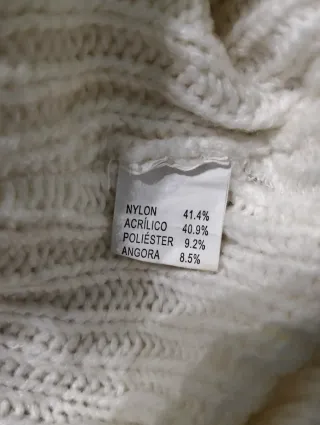 NYLON 41.4%
ACRÍLICO 40.9%
POLIÉSTER 9.2%
ANGORA 8.5%